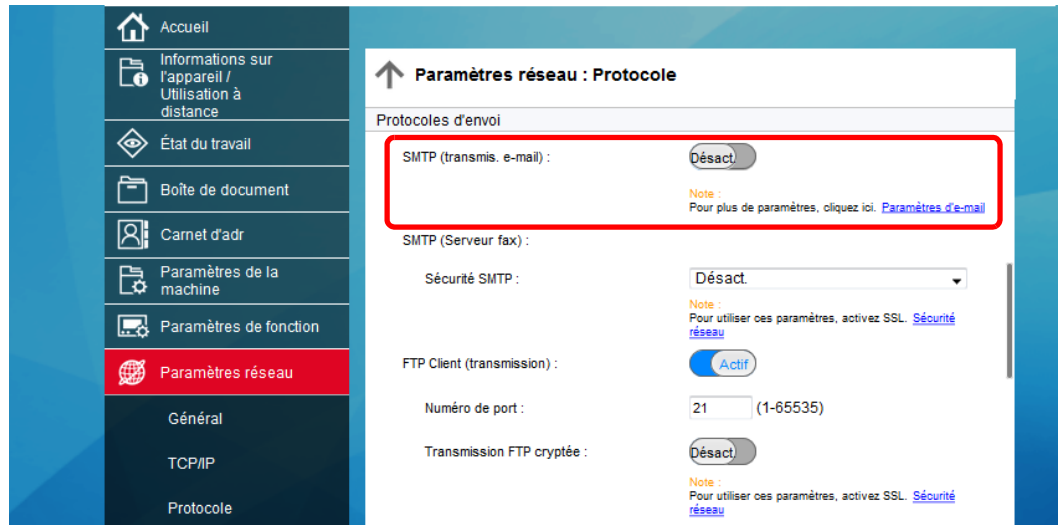 Accueil
Informations sur
l'appareil /
Utilisation à
distance
État du travail
Boîte de document
Carnet d'adr
Paramètres de la
machine
Paramètres de fonction
Paramètres réseau
Général
TCP/IP
Protocole
Paramètres réseau : Protocole
Protocoles d'envoi
SMTP (transmis. e-mail) :
Désact.
Note :
Pour plus de paramètres, cliquez ici. Paramètres d'e-mail
SMTP (Serveur fax) :
Sécurité SMTP :
Désact.
Note :
Pour utiliser ces paramètres, activez SSL. Sécurité
réseau
FTP Client (transmission) :
Actif
Numéro de port :
21 (1-65535)
Transmission FTP cryptée :
Désact.
Note :
Pour utiliser ces paramètres, activez SSL. Sécurité
réseau